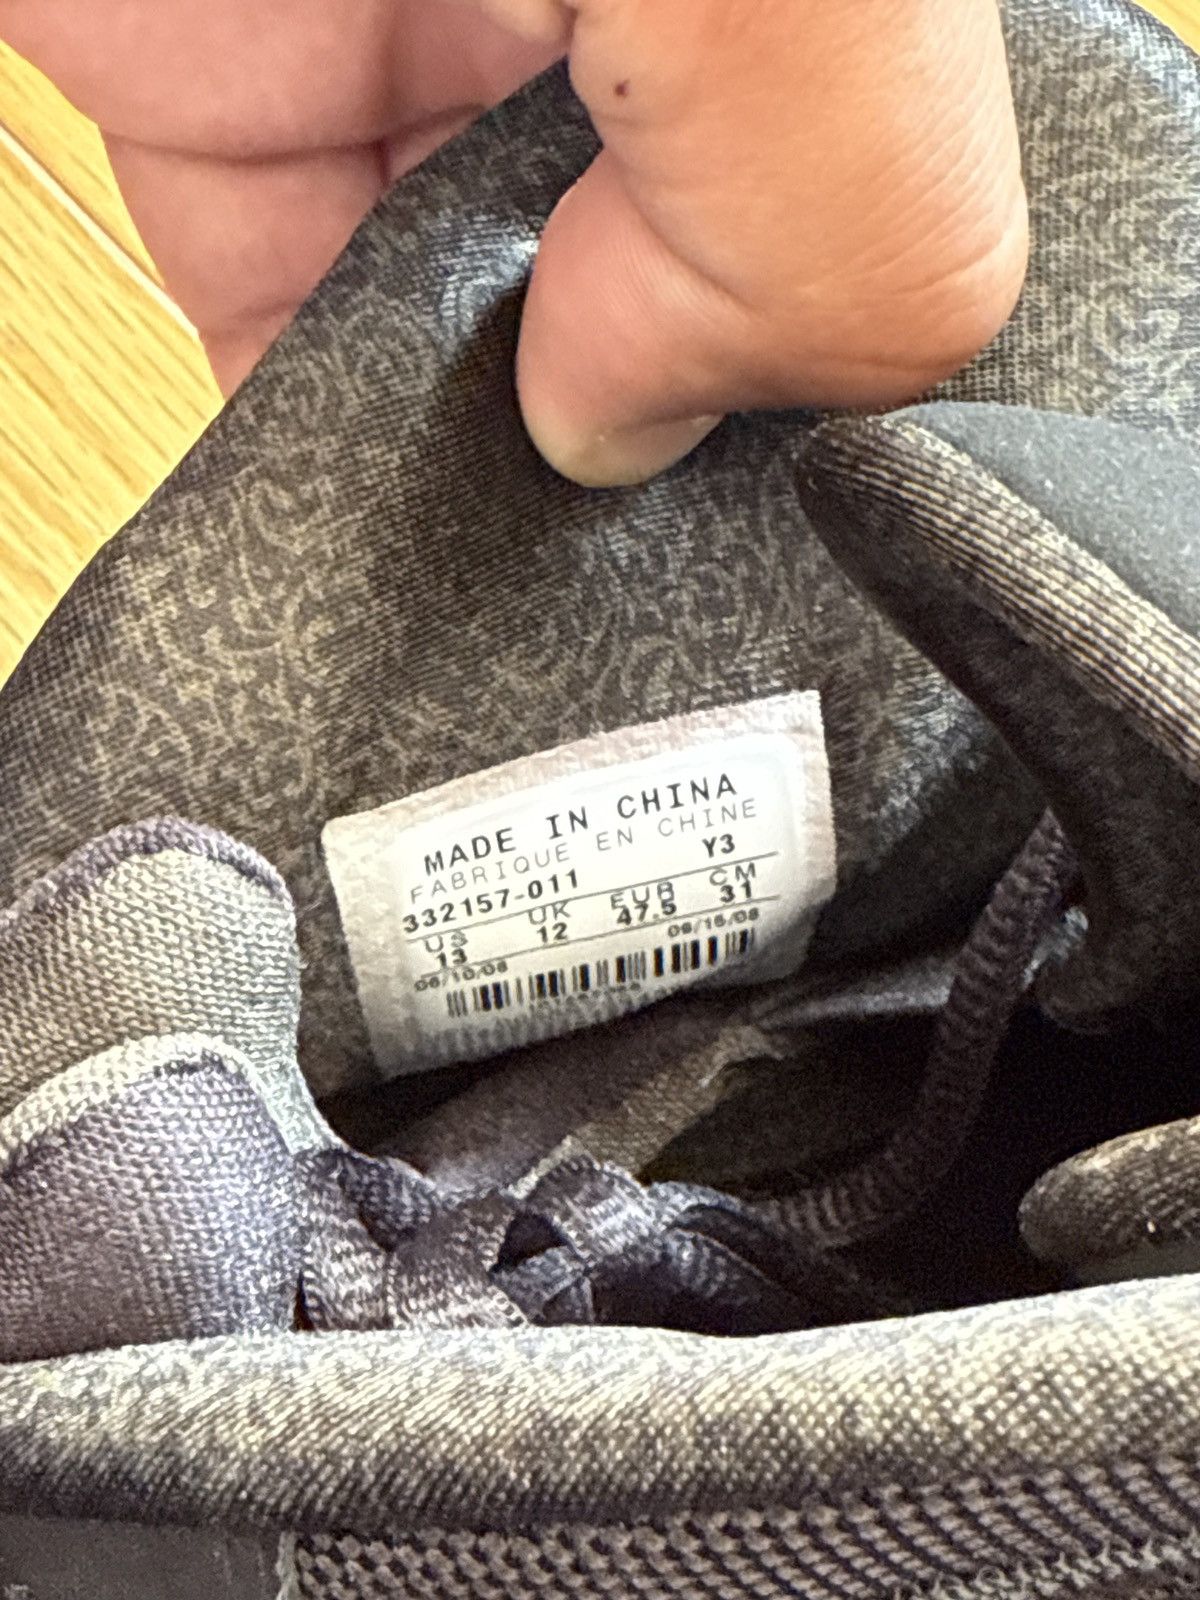 MADE IN CHINA
FABRIQUE EN CHINE
332157-011 Y3
US UK EUR CM
13 12 47.5 31
06/10/08 08/16/08